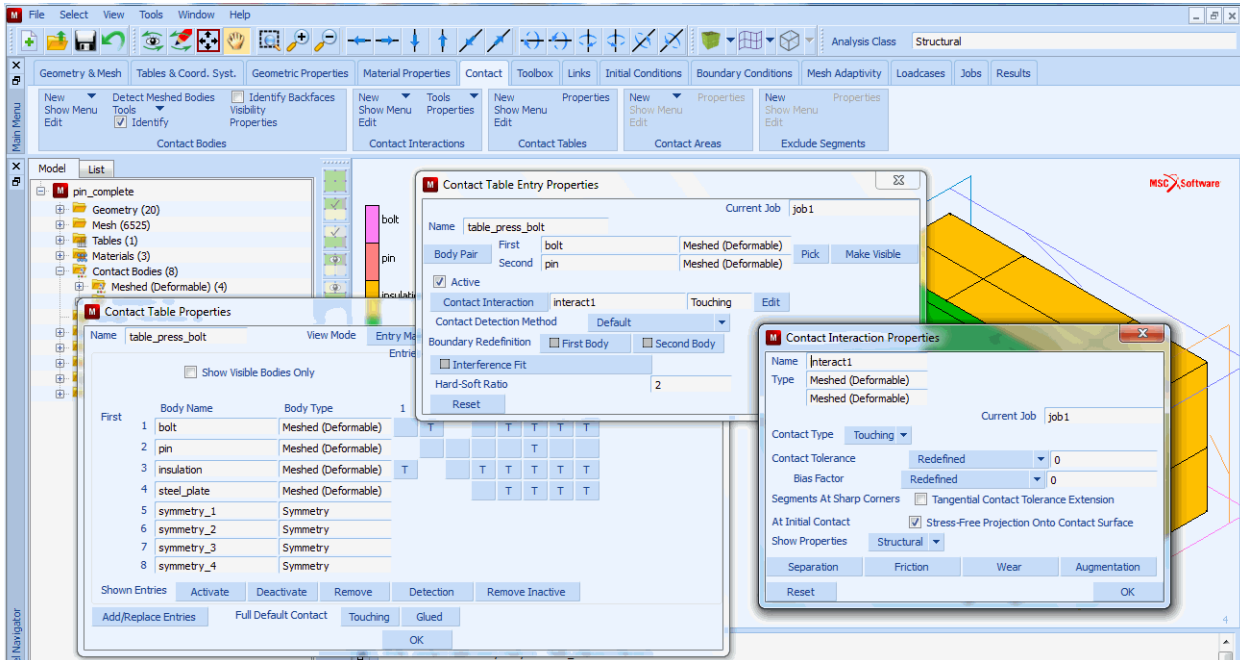 File Select View Tools Window Help
Analysis Class Structural
Geometry & Mesh Tables & Coord. Syst. Geometric Properties Material Properties Contact Toolbox Links Initial Conditions Boundary Conditions Mesh Adaptivity Loadcases Jobs Results
New Detect Meshed Bodies Identify Backfaces New Tools New Properties New Properties New Properties
Show Menu Tools Visibility Show Menu Properties Show Menu Show Menu Show Menu
Edit Identify Properties Edit Edit Edit Edit
Contact Bodies Contact Interactions Contact Tables Contact Areas Exclude Segments
Main Menu
Model List
pin_complete
Geometry (20)
Mesh (6525)
Tables (1)
Materials (3)
Contact Bodies (8)
Meshed (Deformable) (4)
bolt
pin
MSC Software
Contact Table Entry Properties
Current Job job1
Name table_press_bolt
Body Pair First bolt Meshed (Deformable) Pick Make Visible
Second pin Meshed (Deformable)
Active
Contact Interaction interact1 Touching Edit
Contact Detection Method Default
Boundary Redefinition First Body Second Body
Interference Fit
Hard-Soft Ratio 2
Reset
Contact Table Properties
Name table_press_bolt View Mode Entry Ma
Entrie
Show Visible Bodies Only
Body Name Body Type 1
First
1 bolt Meshed (Deformable) T T T T T
2 pin Meshed (Deformable) T
3 insulation Meshed (Deformable) T T T T T T
4 steel_plate Meshed (Deformable) T T T T
5 symmetry_1 Symmetry
6 symmetry_2 Symmetry
7 symmetry_3 Symmetry
8 symmetry_4 Symmetry
Shown Entries Activate Deactivate Remove Detection Remove Inactive
Add/Replace Entries Full Default Contact Touching Glued
OK
Contact Interaction Properties
Name interact1
Type Meshed (Deformable)
Meshed (Deformable)
Current Job job1
Contact Type Touching
Contact Tolerance Redefined 0
Bias Factor Redefined 0
Segments At Sharp Corners Tangential Contact Tolerance Extension
At Initial Contact Stress-Free Projection Onto Contact Surface
Show Properties Structural
Separation Friction Wear Augmentation
Reset OK
4
el Navigator